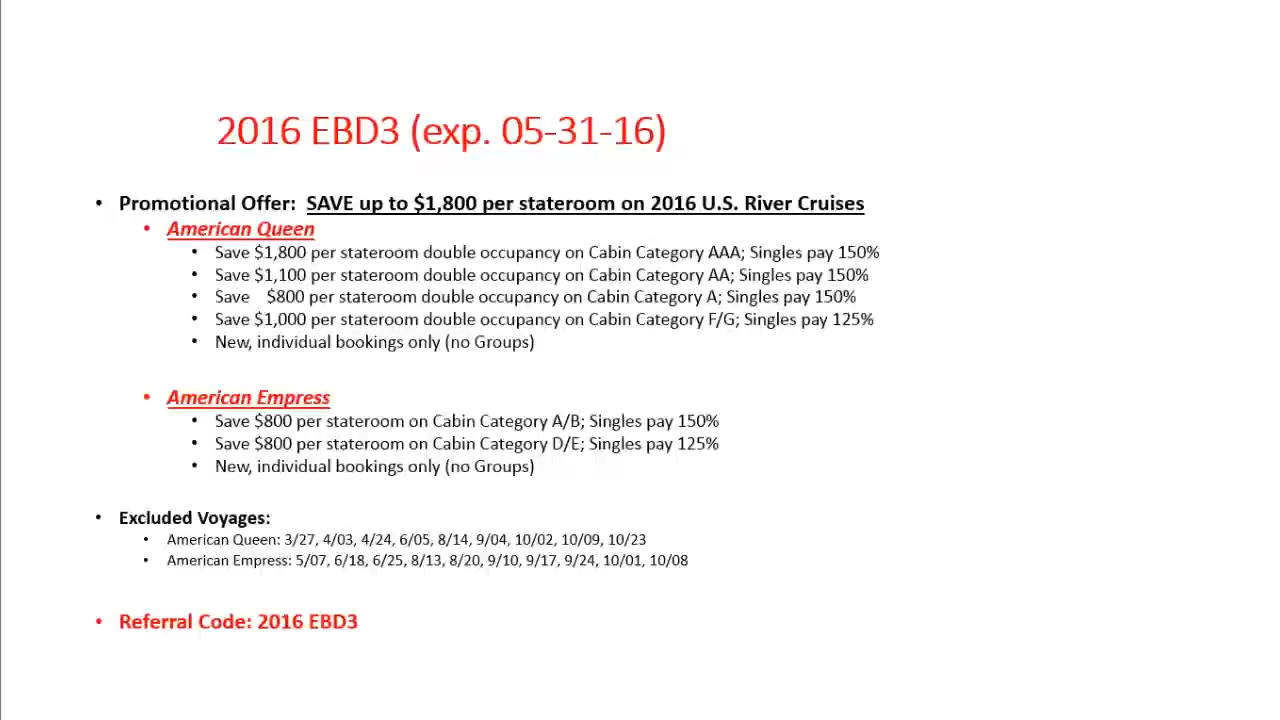 2016 EBD3 (exp. 05-31-16)
• Promotional Offer: SAVE up to $1,800 per stateroom on 2016 U.S. River Cruises
• American Queen
• Save $1,800 per stateroom double occupancy on Cabin Category AAA; Singles pay 150%
• Save $1,100 per stateroom double occupancy on Cabin Category AA; Singles pay 150%
• Save $800 per stateroom double occupancy on Cabin Category A; Singles pay 150%
• Save $1,000 per stateroom double occupancy on Cabin Category F/G; Singles pay 125%
• New, individual bookings only (no Groups)
• American Empress
• Save $800 per stateroom on Cabin Category A/B; Singles pay 150%
• Save $800 per stateroom on Cabin Category D/E; Singles pay 125%
• New, individual bookings only (no Groups)
• Excluded Voyages:
• American Queen: 3/27, 4/03, 4/24, 6/05, 8/14, 9/04, 10/02, 10/09, 10/23
• American Empress: 5/07, 6/18, 6/25, 8/13, 8/20, 9/10, 9/17, 9/24, 10/01, 10/08
• Referral Code: 2016 EBD3